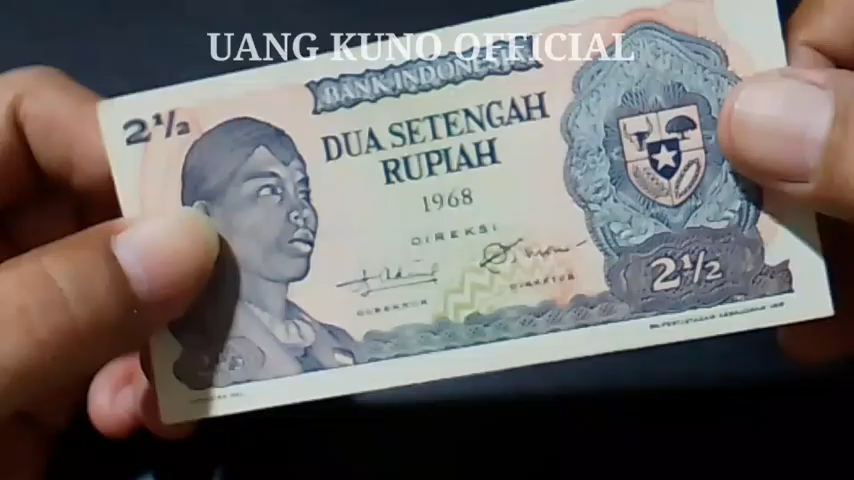 UANG KUNO OFFICIAL
BANK INDONESIA
2½
DUA SETENGAH
RUPIAH
1968
DIREKSI
GUBERNUR
DIREKTUR
2½